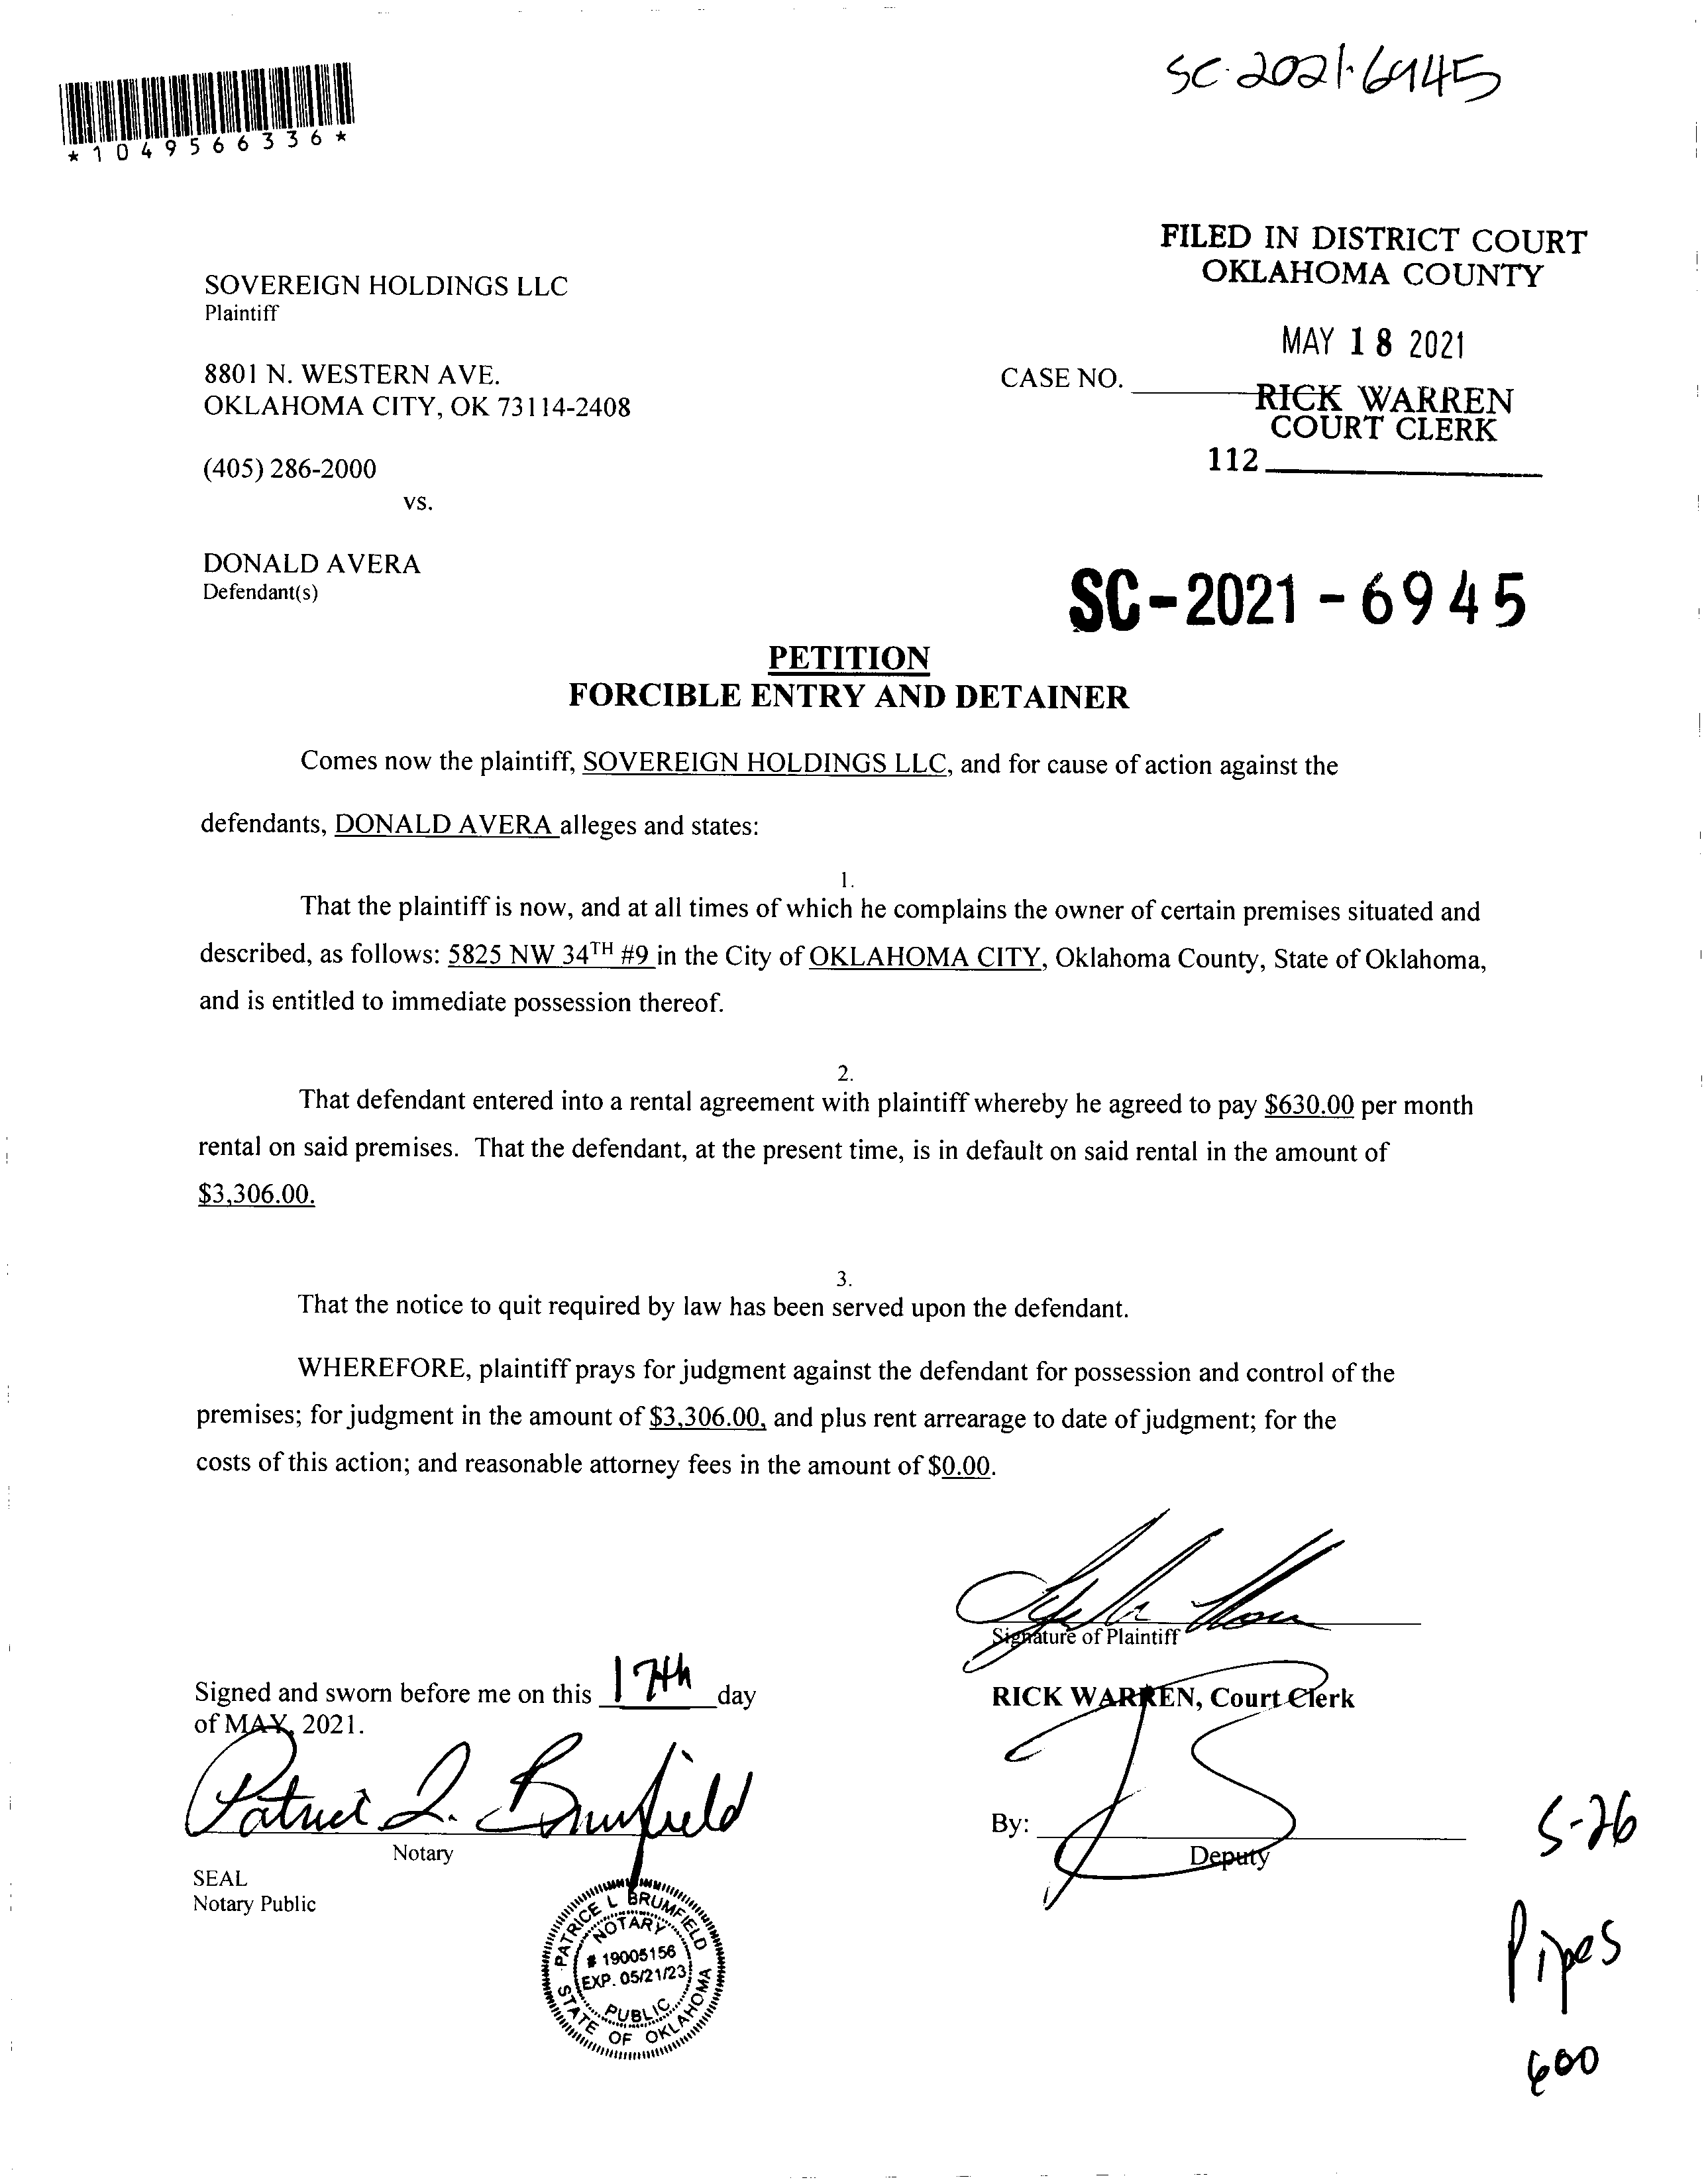 SC-2021-6945
*1049566336*
FILED IN DISTRICT COURT
OKLAHOMA COUNTY
SOVEREIGN HOLDINGS LLC
Plaintiff
MAY 18 2021
8801 N. WESTERN AVE.
CASE NO.
OKLAHOMA CITY, OK 73114-2408
RICK WARREN
COURT CLERK
(405) 286-2000
112
vs.
DONALD AVERA
Defendant(s)
SC-2021-6945
PETITION
FORCIBLE ENTRY AND DETAINER
Comes now the plaintiff, SOVEREIGN HOLDINGS LLC, and for cause of action against the
defendants, DONALD AVERA alleges and states:
1.
That the plaintiff is now, and at all times of which he complains the owner of certain premises situated and
described, as follows: 5825 NW 34TH #9 in the City of OKLAHOMA CITY, Oklahoma County, State of Oklahoma,
and is entitled to immediate possession thereof.
2.
That defendant entered into a rental agreement with plaintiff whereby he agreed to pay $630.00 per month
rental on said premises. That the defendant, at the present time, is in default on said rental in the amount of
$3,306.00.
3.
That the notice to quit required by law has been served upon the defendant.
WHEREFORE, plaintiff prays for judgment against the defendant for possession and control of the
premises; for judgment in the amount of $3,306.00, and plus rent arrearage to date of judgment; for the
costs of this action; and reasonable attorney fees in the amount of $0.00.
Signature of Plaintiff
Signed and sworn before me on this 17th day
of MAY, 2021.
RICK WARREN, Court Clerk
Patrice L. Brumfield
Notary
By:
Deputy
SEAL
Notary Public
PATRICE L BRUMFIELD
NOTARY
# 19005156
EXP. 05/21/23
PUBLIC
STATE OF OKLAHOMA
5-26
Pipes
600